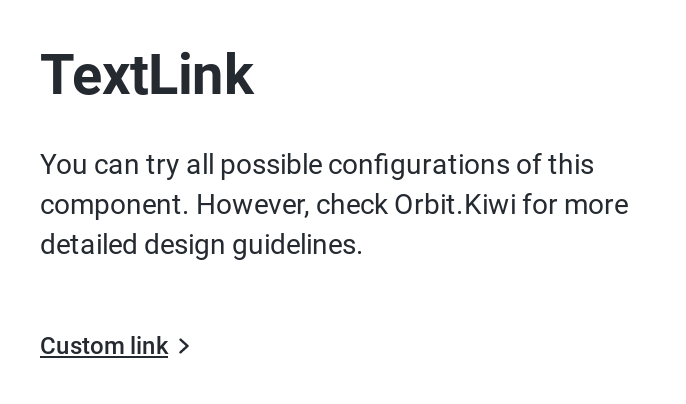 TextLink
You can try all possible configurations of this
component. However, check Orbit.Kiwi for more
detailed design guidelines.
Custom link